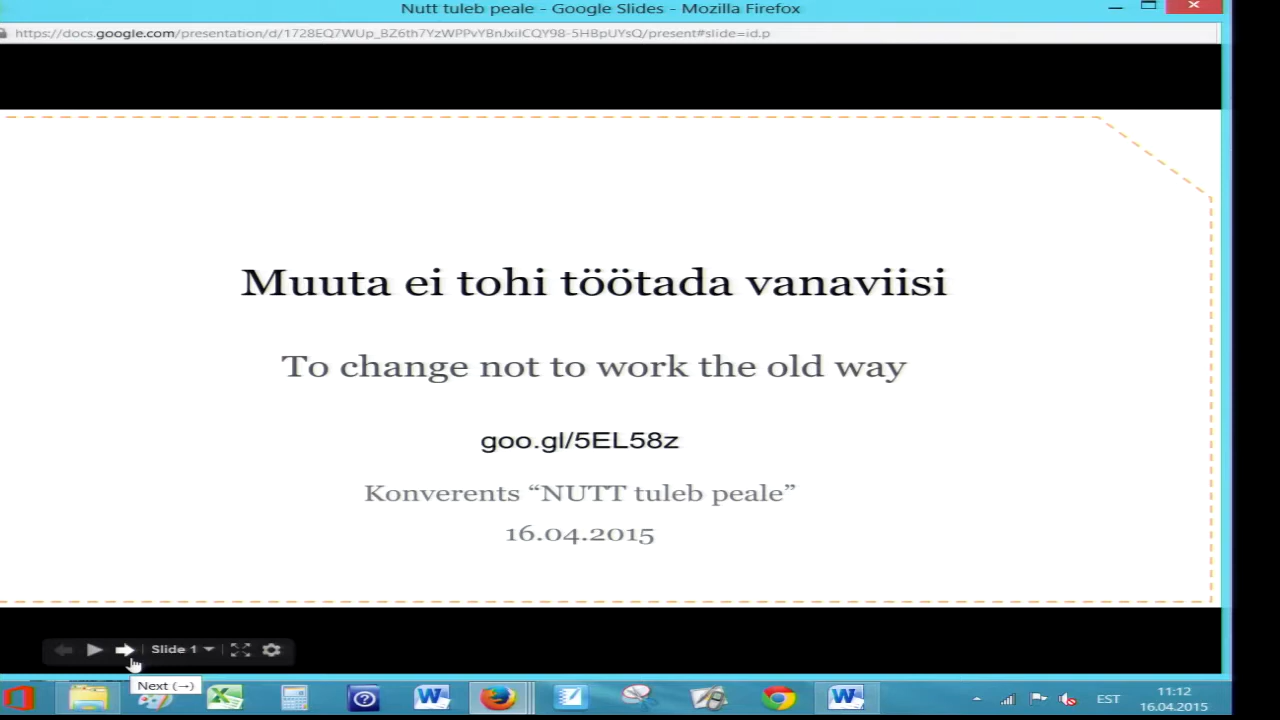 Nutt tuleb peale - Google Slides - Mozilla Firefox
https://docs.google.com/presentation/d/1728EQ7WUp_BZ6th7YzWPPvYBnJxilCQY98-5HBpUYsQ/present#slide=id.p
Muuta ei tohi töötada vanaviisi
To change not to work the old way
goo.gl/5EL58z
Konverents “NUTT tuleb peale”
16.04.2015
Slide 1
Next (→)
EST
11:12
16.04.2015